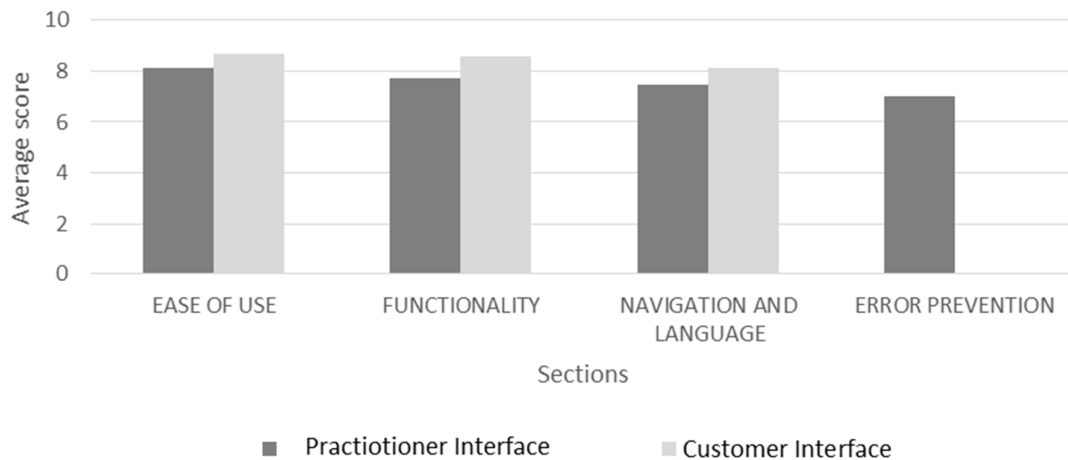 10
8
6
4
2
0
Average score
EASE OF USE
FUNCTIONALITY
NAVIGATION AND
LANGUAGE
ERROR PREVENTION
Sections
Practiotioner Interface
Customer Interface